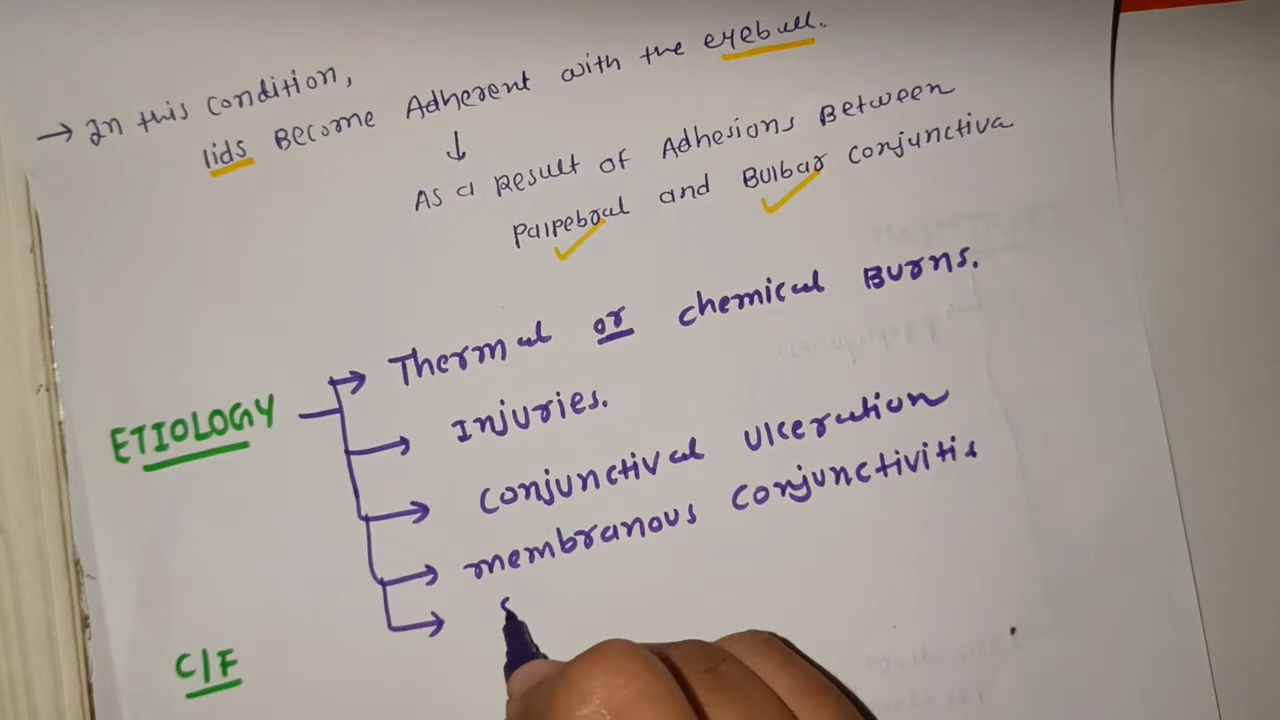 → In this condition,
lids Become Adherent with the eyeball.
↓
As a Result of Adhesions Between
palpebral and Bulbar conjunctiva
ETIOLOGY
→ Thermal or chemical Burns.
→ Injuries.
→ conjunctival ulceration
→ membranous conjunctivitis
→ S
C/F